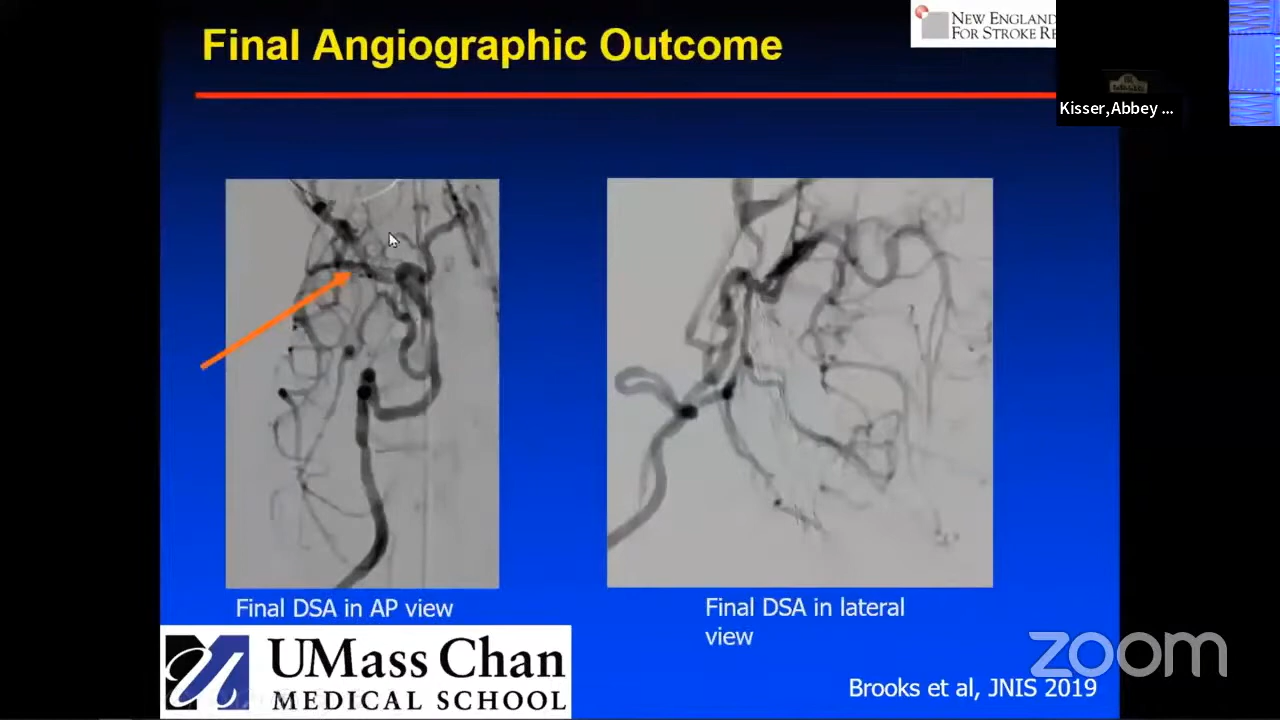 Final Angiographic Outcome
NEW ENGLAND
FOR STROKE RE
Kisser,Abbey ...
Final DSA in AP view
Final DSA in lateral
view
UMass Chan
MEDICAL SCHOOL
zoom
Brooks et al, JNIS 2019